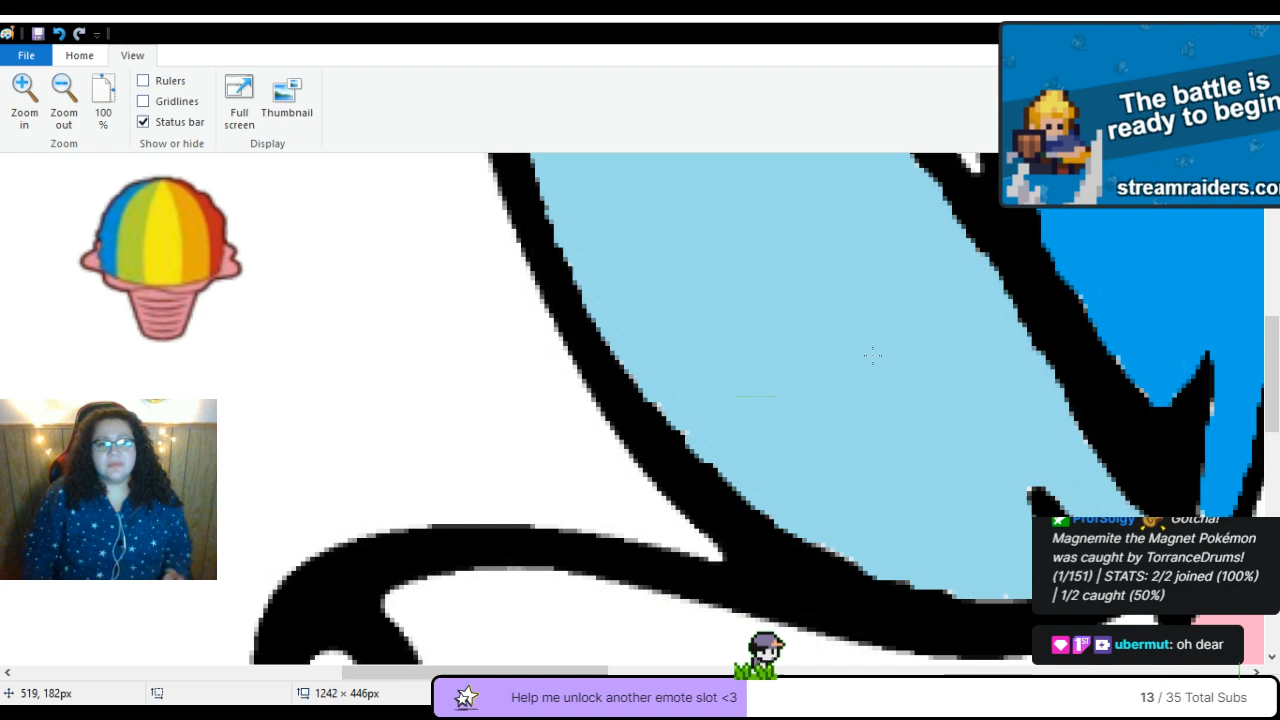 File Home View
Zoom in
Zoom out
100 %
Rulers
Gridlines
Status bar
Full screen
Thumbnail
Zoom
Show or hide
Display
The battle is
ready to begin
streamraiders.co
ProfSolgy Gotcha!
Magnemite the Magnet Pokémon
was caught by TorranceDrums!
(1/151) | STATS: 2/2 joined (100%)
| 1/2 caught (50%)
1ST ubermut: oh dear
519, 182px
1242 × 446px
Help me unlock another emote slot <3
13 / 35 Total Subs